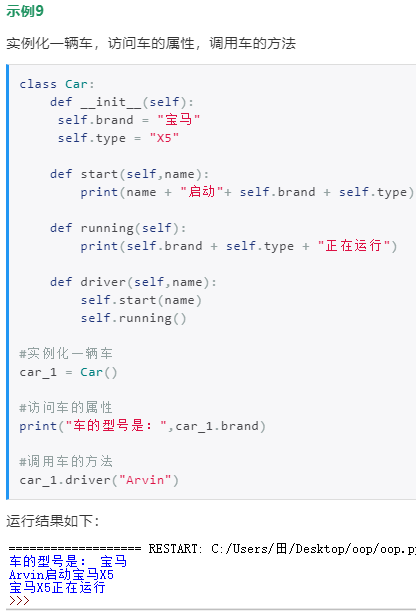 示例9
实例化一辆车，访问车的属性，调用车的方法
class Car:
    def __init__(self):
     self.brand = "宝马"
     self.type = "X5"
    def start(self,name):
        print(name + "启动"+ self.brand + self.type)
    def running(self):
        print(self.brand + self.type + "正在运行")
    def driver(self,name):
        self.start(name)
        self.running()
#实例化一辆车
car_1 = Car()
#访问车的属性
print("车的型号是：",car_1.brand)
#调用车的方法
car_1.driver("Arvin")
运行结果如下：
=================== RESTART: C:/Users/田/Desktop/oop/oop.py
车的型号是： 宝马
Arvin启动宝马X5
宝马X5正在运行
>>>